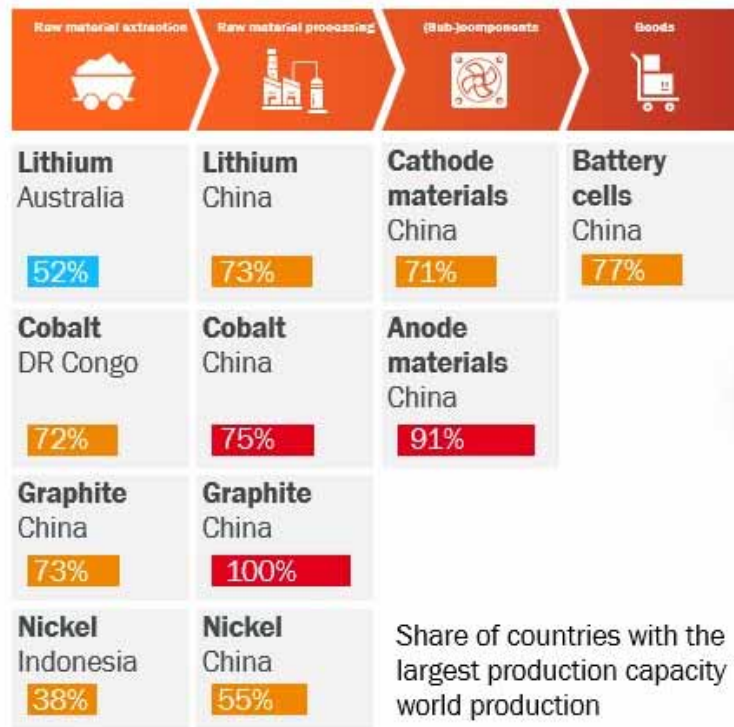 Raw material extraction
Raw material processing
(Sub-)components
Goods
Lithium
Australia
52%
Lithium
China
73%
Cathode
materials
China
71%
Battery
cells
China
77%
Cobalt
DR Congo
72%
Cobalt
China
75%
Anode
materials
China
91%
Graphite
China
73%
Graphite
China
100%
Nickel
Indonesia
38%
Nickel
China
55%
Share of countries with the
largest production capacity
world production